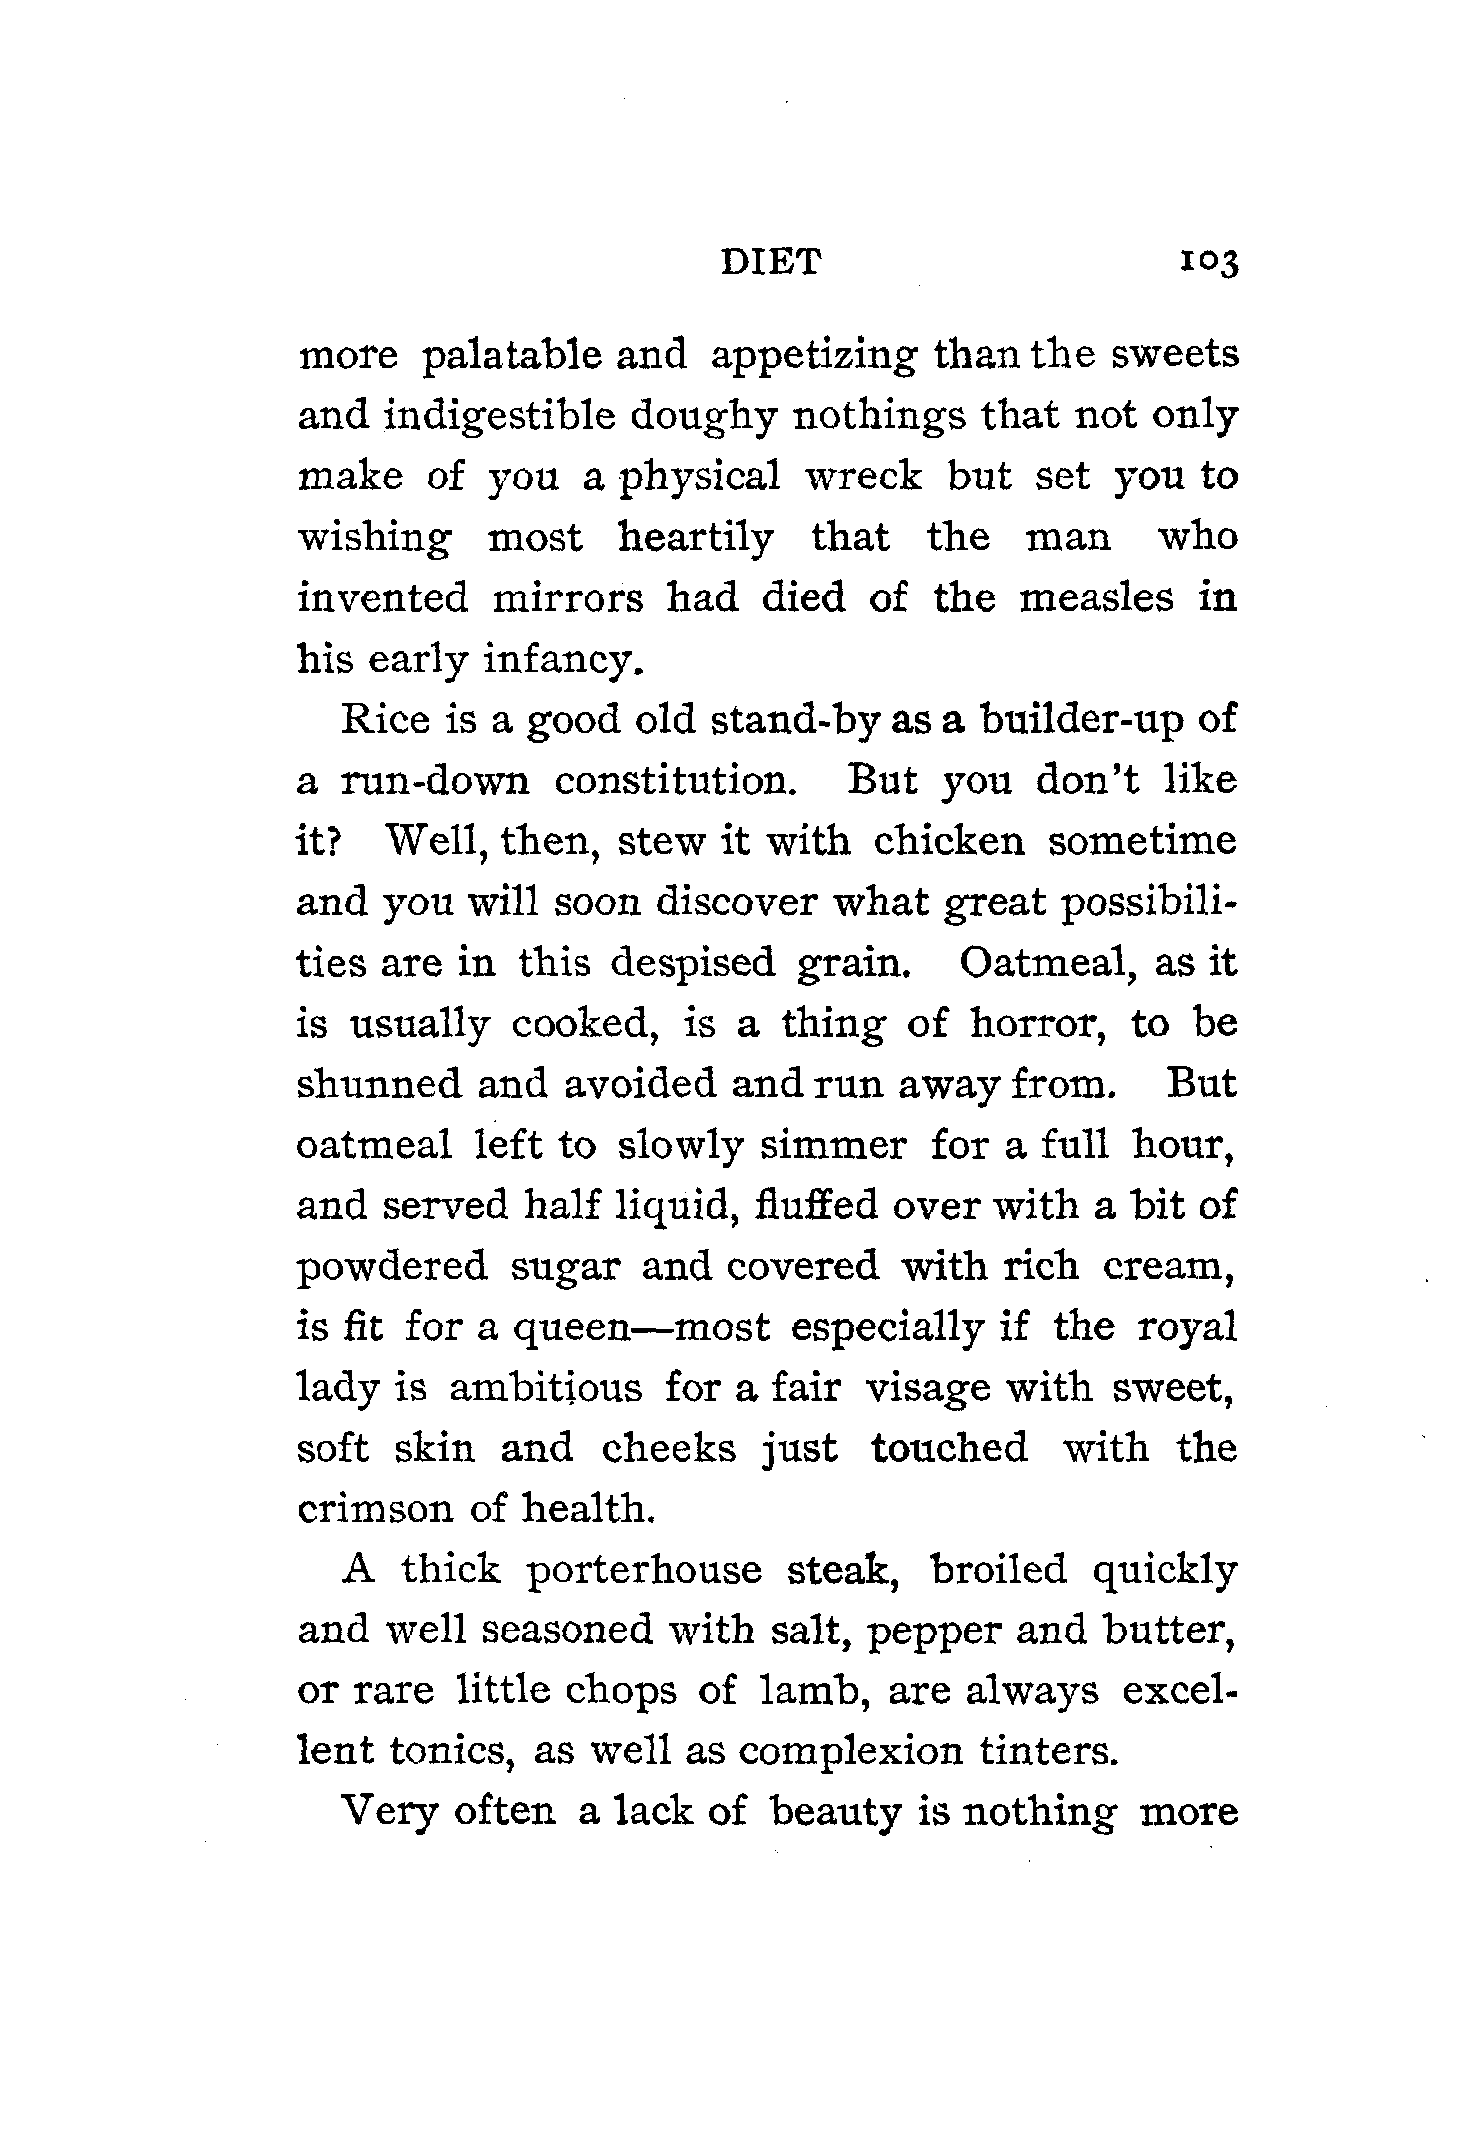 DIET 103
more palatable and appetizing than the sweets
and indigestible doughy nothings that not only
make of you a physical wreck but set you to
wishing most heartily that the man who
invented mirrors had died of the measles in
his early infancy.
Rice is a good old stand-by as a builder-up of
a run-down constitution. But you don't like
it? Well, then, stew it with chicken sometime
and you will soon discover what great possibili-
ties are in this despised grain. Oatmeal, as it
is usually cooked, is a thing of horror, to be
shunned and avoided and run away from. But
oatmeal left to slowly simmer for a full hour,
and served half liquid, fluffed over with a bit of
powdered sugar and covered with rich cream,
is fit for a queen—most especially if the royal
lady is ambitious for a fair visage with sweet,
soft skin and cheeks just touched with the
crimson of health.
A thick porterhouse steak, broiled quickly
and well seasoned with salt, pepper and butter,
or rare little chops of lamb, are always excel-
lent tonics, as well as complexion tinters.
Very often a lack of beauty is nothing more